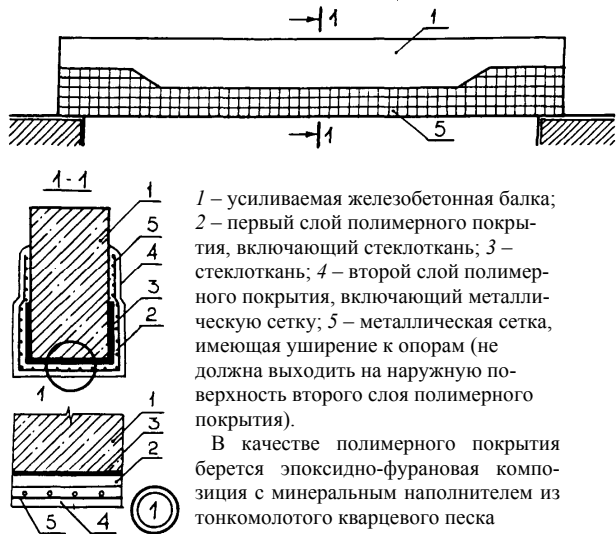 1
1
1
5
1-1
1
5
4
3
2
1
1
3
2
5
4
1
1 – усиливаемая железобетонная балка;
2 – первый слой полимерного покры-
тия, включающий стеклоткань; 3 –
стеклоткань; 4 – второй слой полимер-
ного покрытия, включающий металли-
ческую сетку; 5 – металлическая сетка,
имеющая уширение к опорам (не
должна выходить на наружную по-
верхность второго слоя полимерного
покрытия).
В качестве полимерного покрытия
берется эпоксидно-фурановая компо-
зиция с минеральным наполнителем из
тонкомолотого кварцевого песка